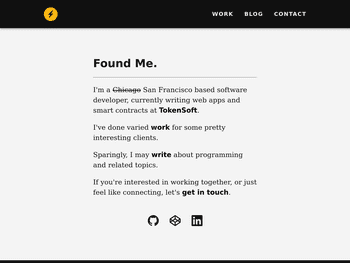 WORK BLOG CONTACT
Found Me.
I'm a Chicago San Francisco based software
developer, currently writing web apps and
smart contracts at TokenSoft.
I've done varied work for some pretty
interesting clients.
Sparingly, I may write about programming
and related topics.
If you're interested in working together, or just
feel like connecting, let's get in touch.